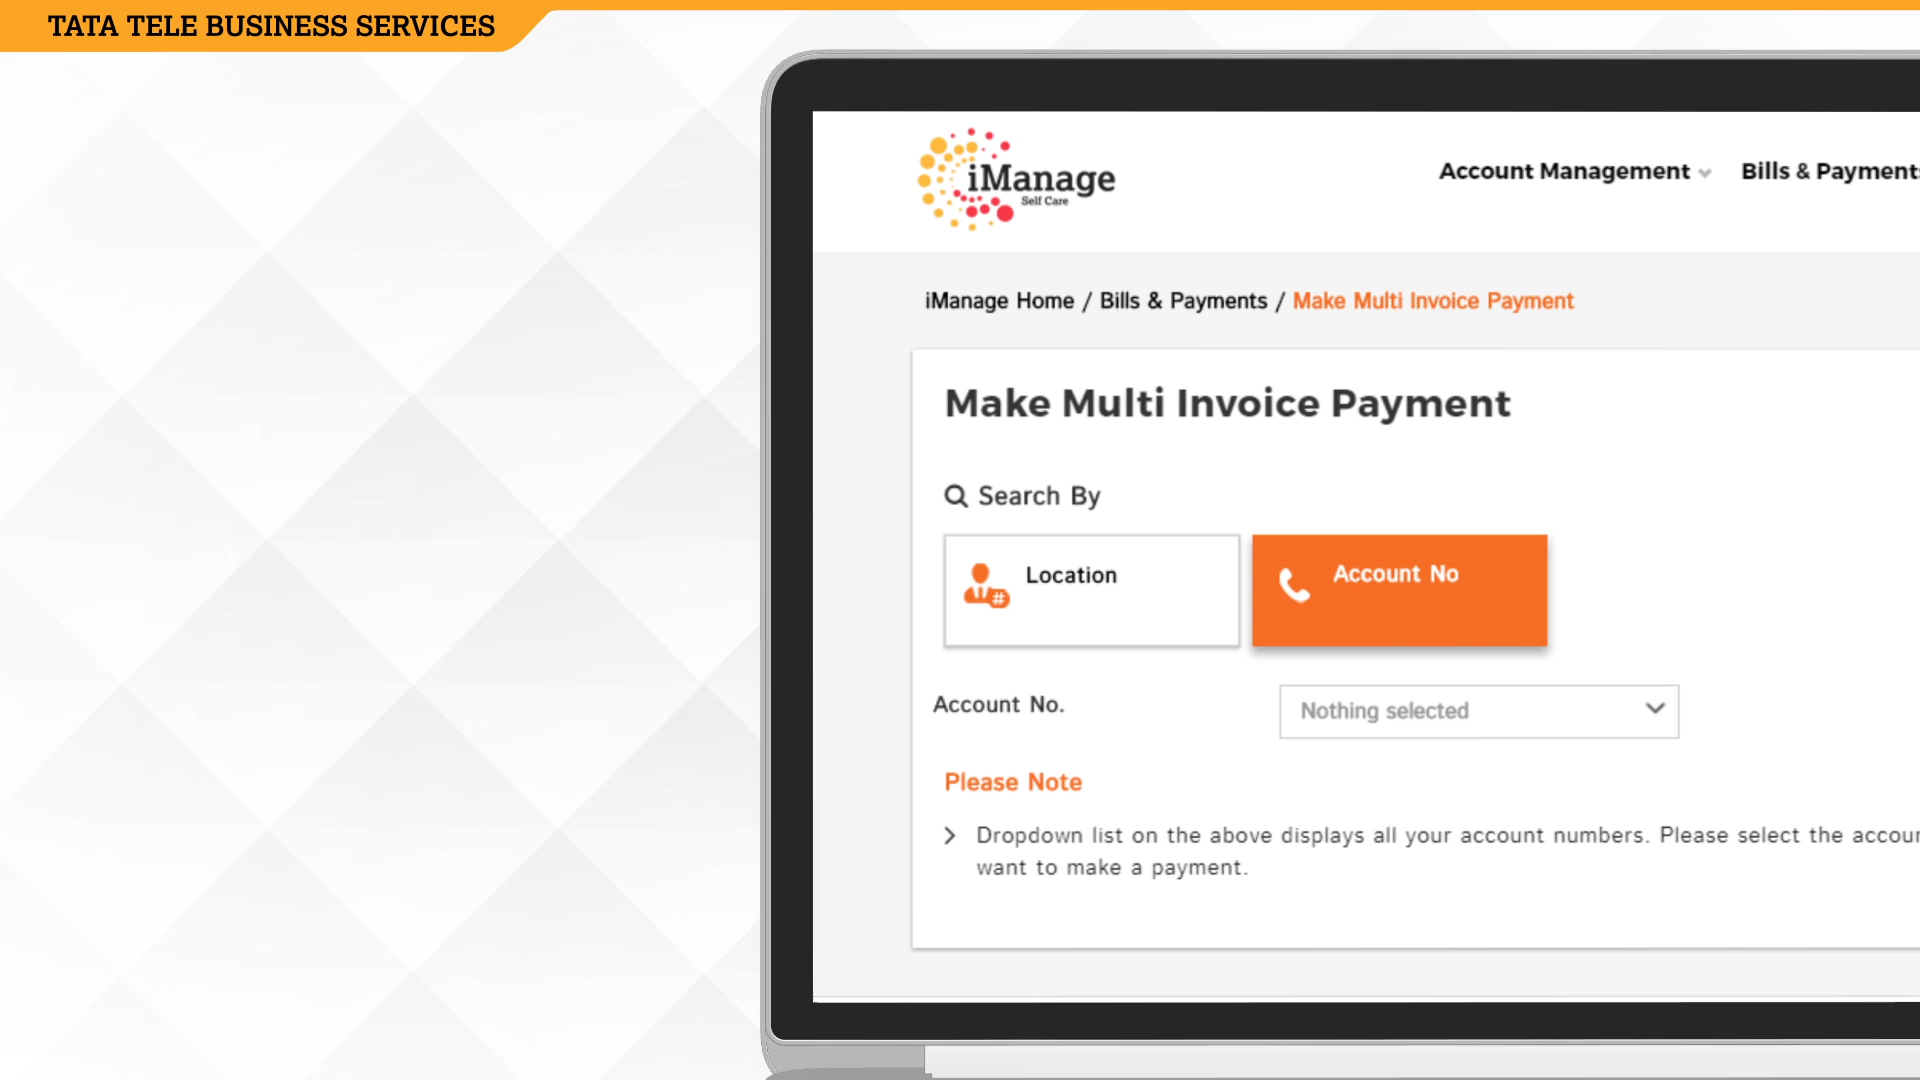 TATA TELE BUSINESS SERVICES
iManage
Self Care
Account Management
Bills & Payments
iManage Home / Bills & Payments / Make Multi Invoice Payment
Make Multi Invoice Payment
Search By
#
Location
Account No
Account No.
Nothing selected
Please Note
Dropdown list on the above displays all your account numbers. Please select the accoun
want to make a payment.